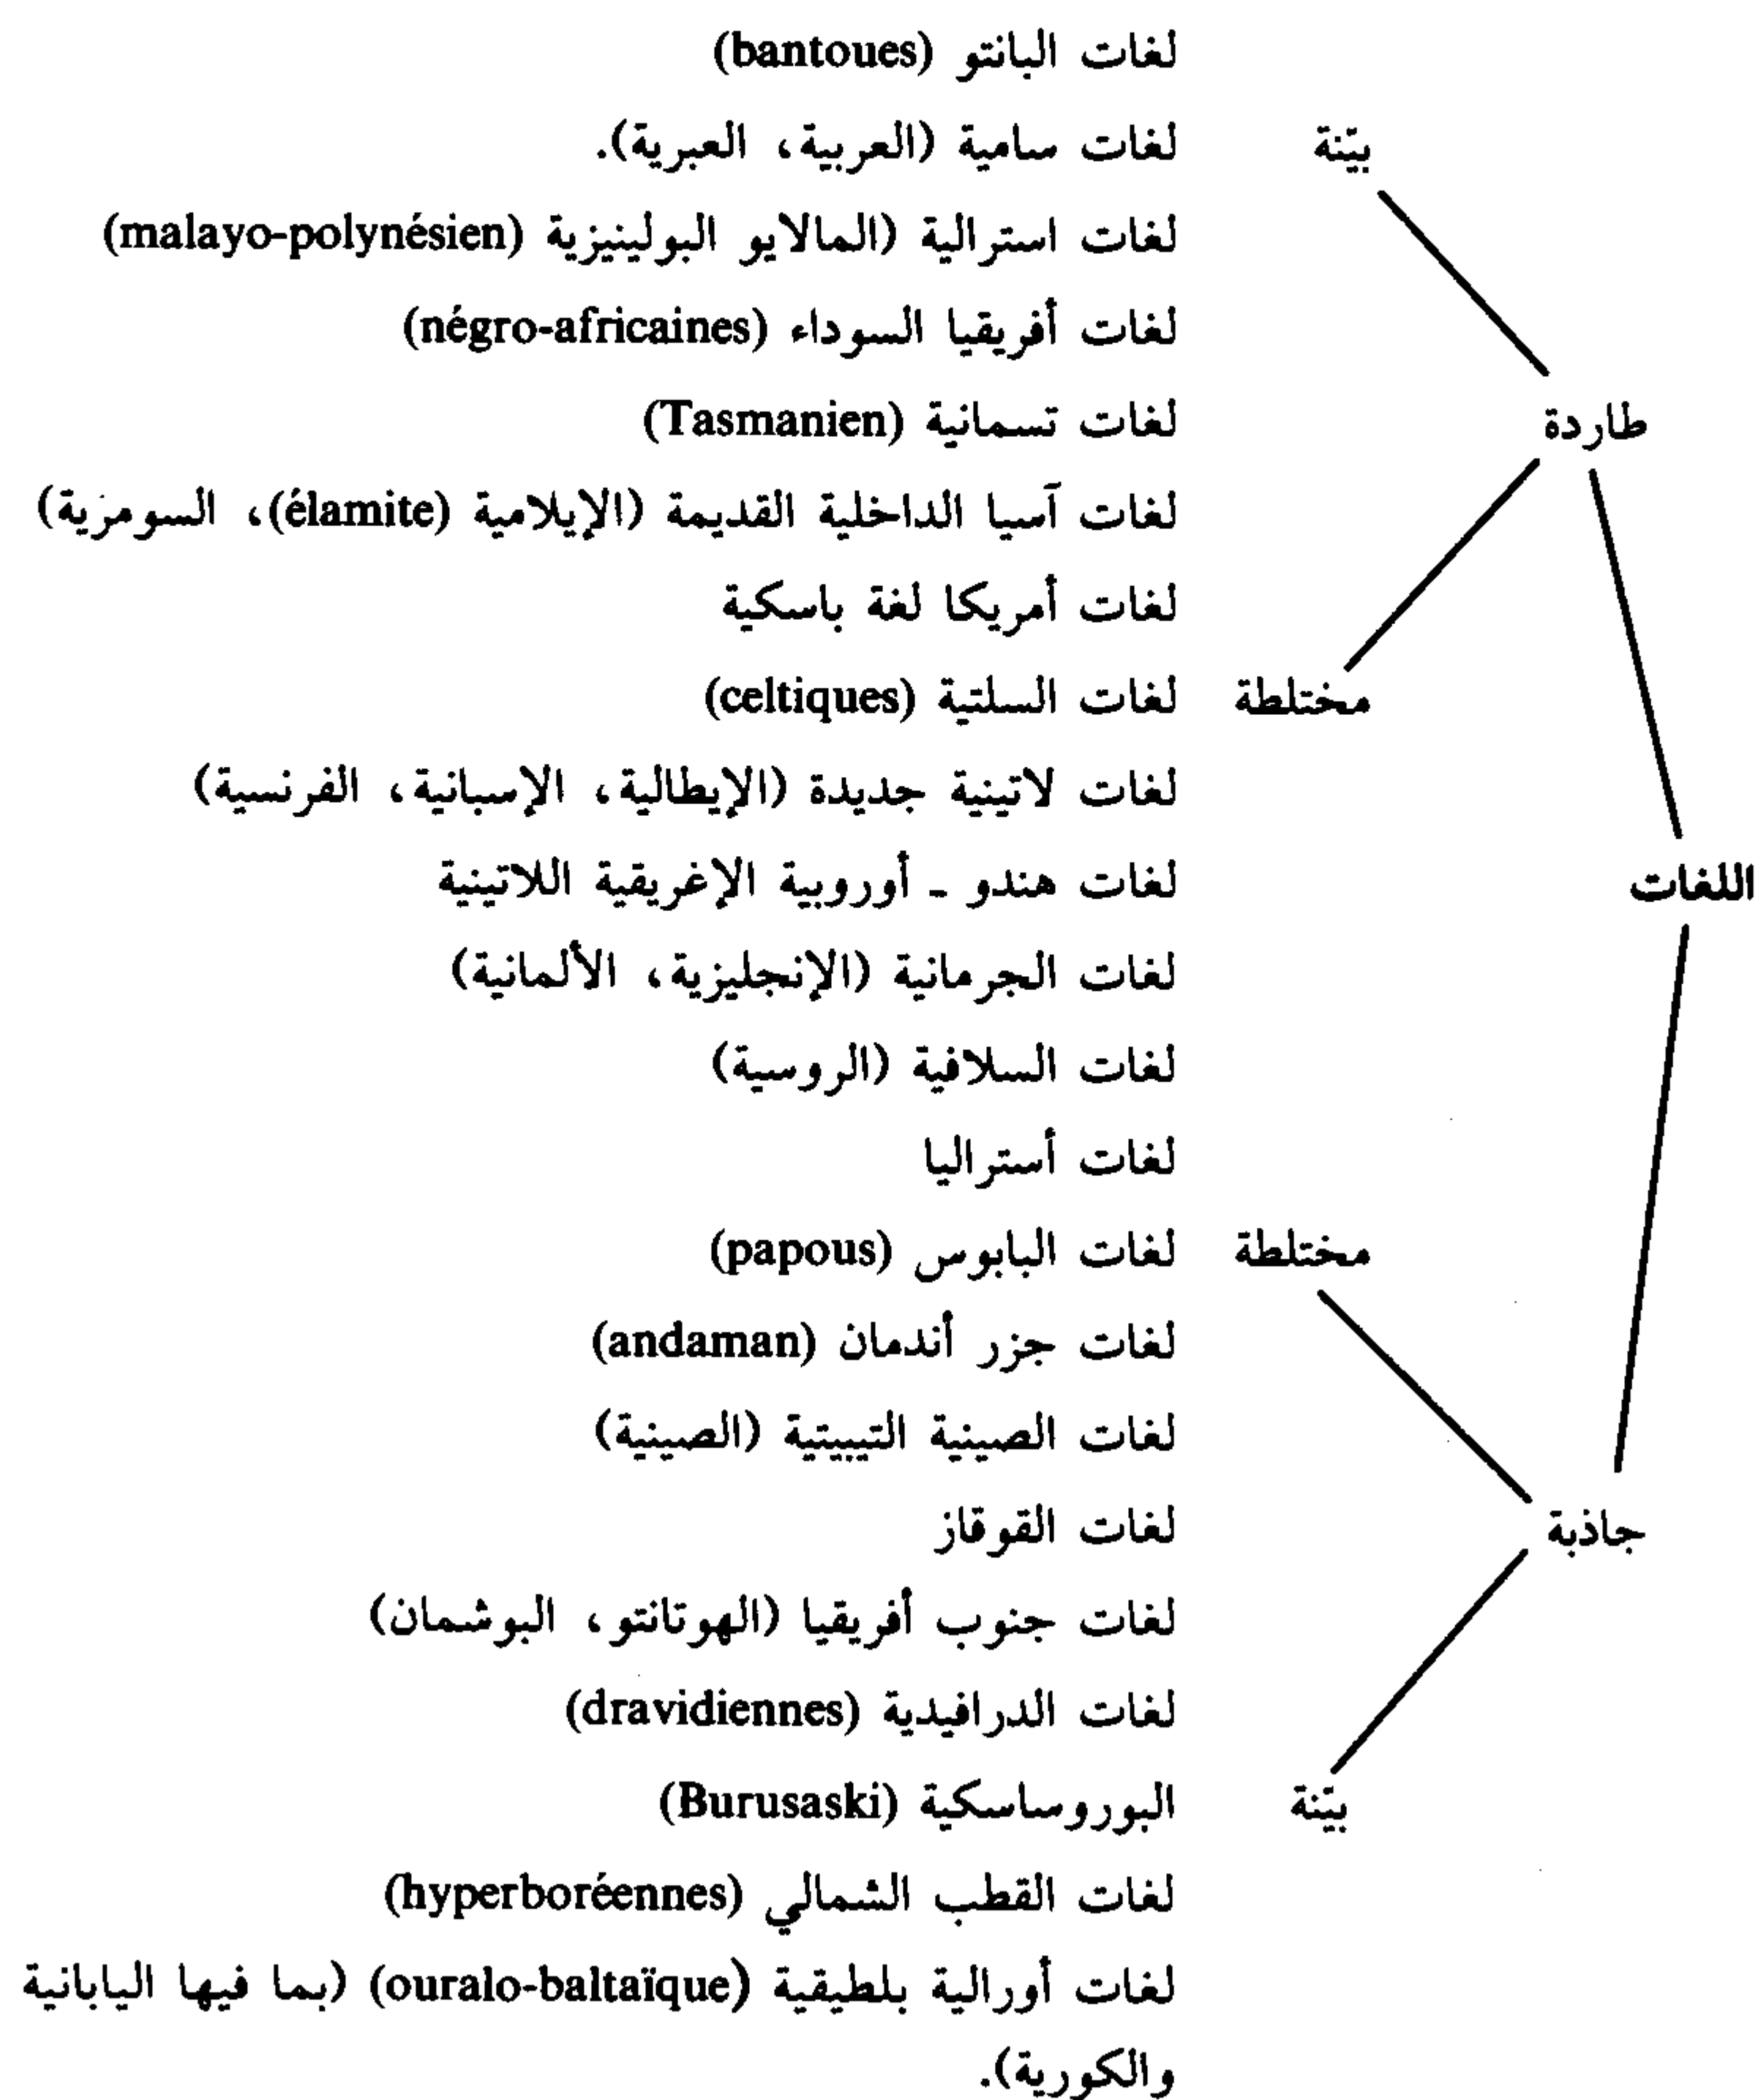 لغات البانتو (bantoues)
بيّنة لغات سامية (العربية، العبرية).
لغات استرالية (المالايو البولينيزية (malayo-polynésien)
لغات أفريقيا السوداء (négro-africaines)
طاردة لغات تسمانية (Tasmanien)
لغات آسيا الداخلية القديمة (الإيلامية (élamite)، السومزية)
لغات أمريكا لغة باسكية
مختلطة لغات السلتية (celtiques)
لغات لاتينية جديدة (الإيطالية، الإسبانية، الفرنسية)
اللغات لغات هندو ـ أوروبية الإغريقية اللاتينية
لغات الجرمانية (الإنجليزية، الألمانية)
لغات السلافية (الروسية)
لغات أستراليا
مختلطة لغات البابوس (papous)
لغات جزر أندمان (andaman)
لغات الصينية التيبيتية (الصينية)
جاذبة لغات القوقاز
لغات جنوب أفريقيا (الهوتانتو، البوشمان)
لغات الدرافيدية (dravidiennes)
بيّنة البوروساسكية (Burusaski)
لغات القطب الشمالي (hyperboréennes)
لغات أورالية بلطيقية (ouralo-baltaïque) (بما فيها اليابانية
والكورية).